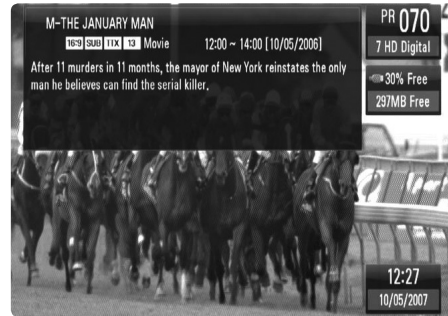 M-THE JANUARY MAN
16:9 SUB TTX 13 Movie 12:00 ~ 14:00 [10/05/2006]
After 11 murders in 11 months, the mayor of New York reinstates the only
man he believes can find the serial killer.
PR 070
7 HD Digital
30% Free
297MB Free
12:27
10/05/2007